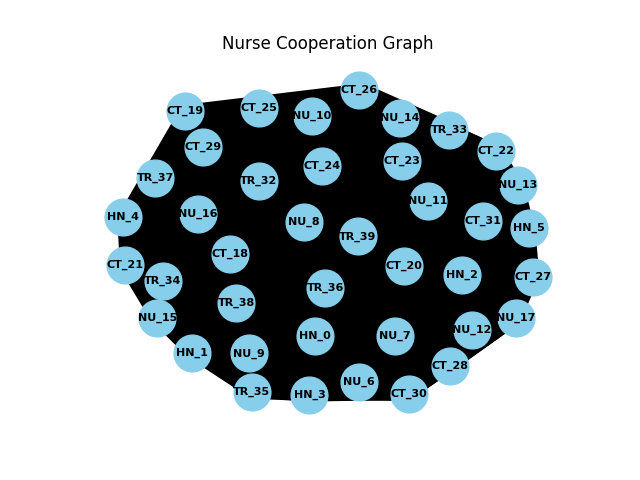 Nurse Cooperation Graph
CT_26
CT_19
CT_25
NU_10
NU_14
TR_33
CT_29
CT_22
CT_23
CT_24
TR_37
TR_32
NU_13
NU_11
HN_4
NU_16
NU_8
CT_31
HN_5
TR_39
CT_18
CT_21
CT_20
HN_2
CT_27
TR_34
TR_36
TR_38
NU_15
NU_17
NU_12
HN_0
NU_7
HN_1
NU_9
CT_28
NU_6
TR_35
HN_3
CT_30